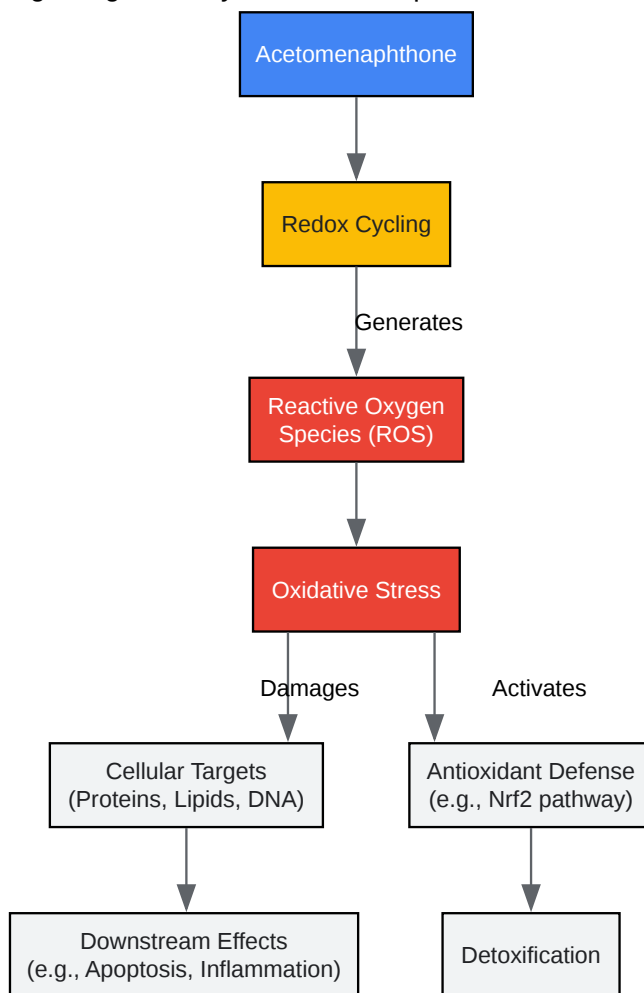 Acetomenaphthone
Redox Cycling
Generates
Reactive Oxygen
Species (ROS)
Oxidative Stress
Damages
Activates
Cellular Targets
(Proteins, Lipids, DNA)
Antioxidant Defense
(e.g., Nrf2 pathway)
Downstream Effects
(e.g., Apoptosis, Inflammation)
Detoxification